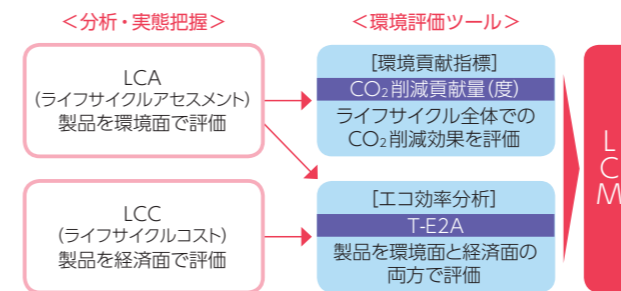 ＜分析・実態把握＞
＜環境評価ツール＞
LCA
(ライフサイクルアセスメント)
製品を環境面で評価
[環境貢献指標]
CO₂削減貢献量(度)
ライフサイクル全体での
CO₂削減効果を評価
LCC
(ライフサイクルコスト)
製品を経済面で評価
[エコ効率分析]
T-E2A
製品を環境面と経済面の
両方で評価
LCM